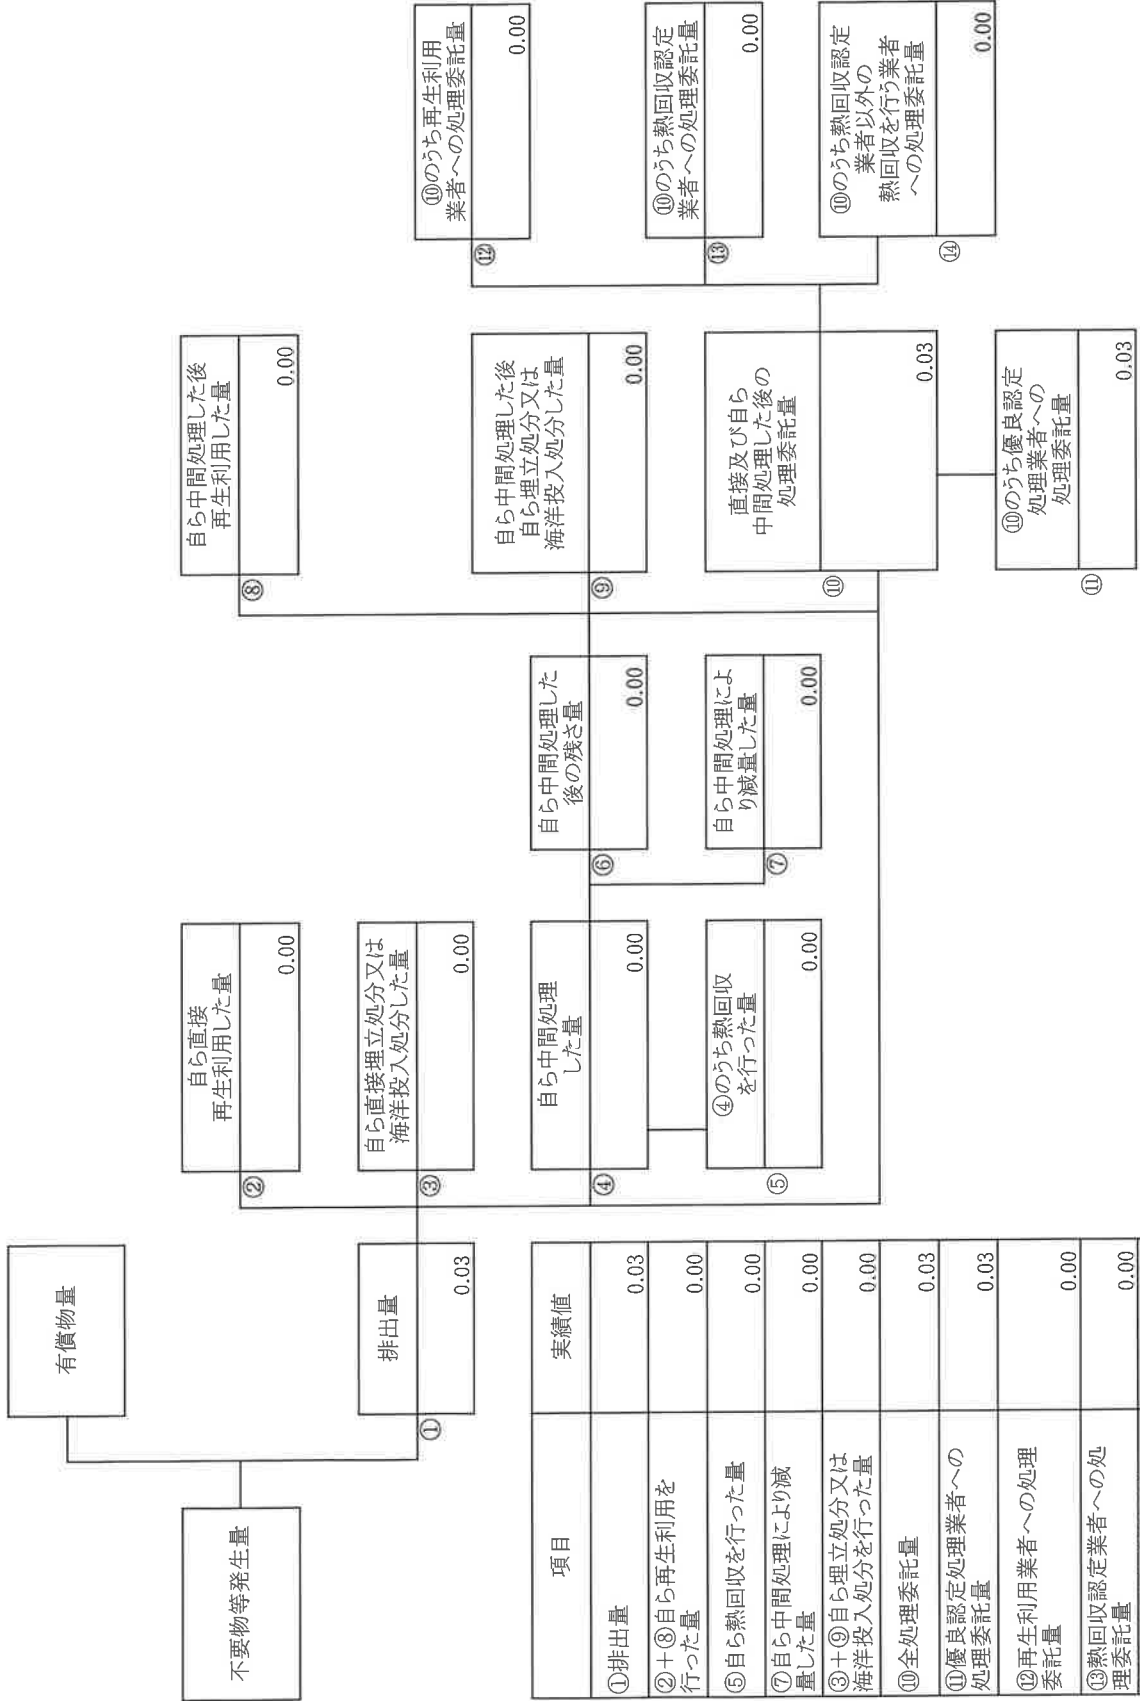 不要物等発生量
有償物量
排出量
①
0.03
自ら直接
再生利用した量
②
0.00
自ら直接埋立処分又は
海洋投入処分した量
③
0.00
自ら中間処理
した量
④
0.00
④のうち熱回収
を行った量
⑤
0.00
自ら中間処理した
後の残さ量
⑥
0.00
自ら中間処理によ
り減量した量
⑦
0.00
自ら中間処理した後
再生利用した量
⑧
0.00
自ら中間処理した後
自ら埋立処分又は
海洋投入処分した量
⑨
0.00
直接及び自ら
中間処理した後の
処理委託量
⑩
0.03
⑩のうち優良認定
処理業者への
処理委託量
⑪
0.03
⑩のうち再生利用
業者への処理委託量
⑫
0.00
⑩のうち熱回収認定
業者への処理委託量
⑬
0.00
⑩のうち熱回収認定
業者以外の
熱回収を行う業者
への処理委託量
⑭
0.00
項目 実績値
①排出量 0.03
②+⑧自ら再生利用を
行った量 0.00
⑤自ら熱回収を行った量 0.00
⑦自ら中間処理により減
量した量 0.00
③+⑨自ら埋立処分又は
海洋投入処分を行った量 0.00
⑩全処理委託量 0.03
⑪優良認定処理業者への
処理委託量 0.03
⑫再生利用業者への処理
委託量 0.00
⑬熱回収認定業者への処
理委託量 0.00